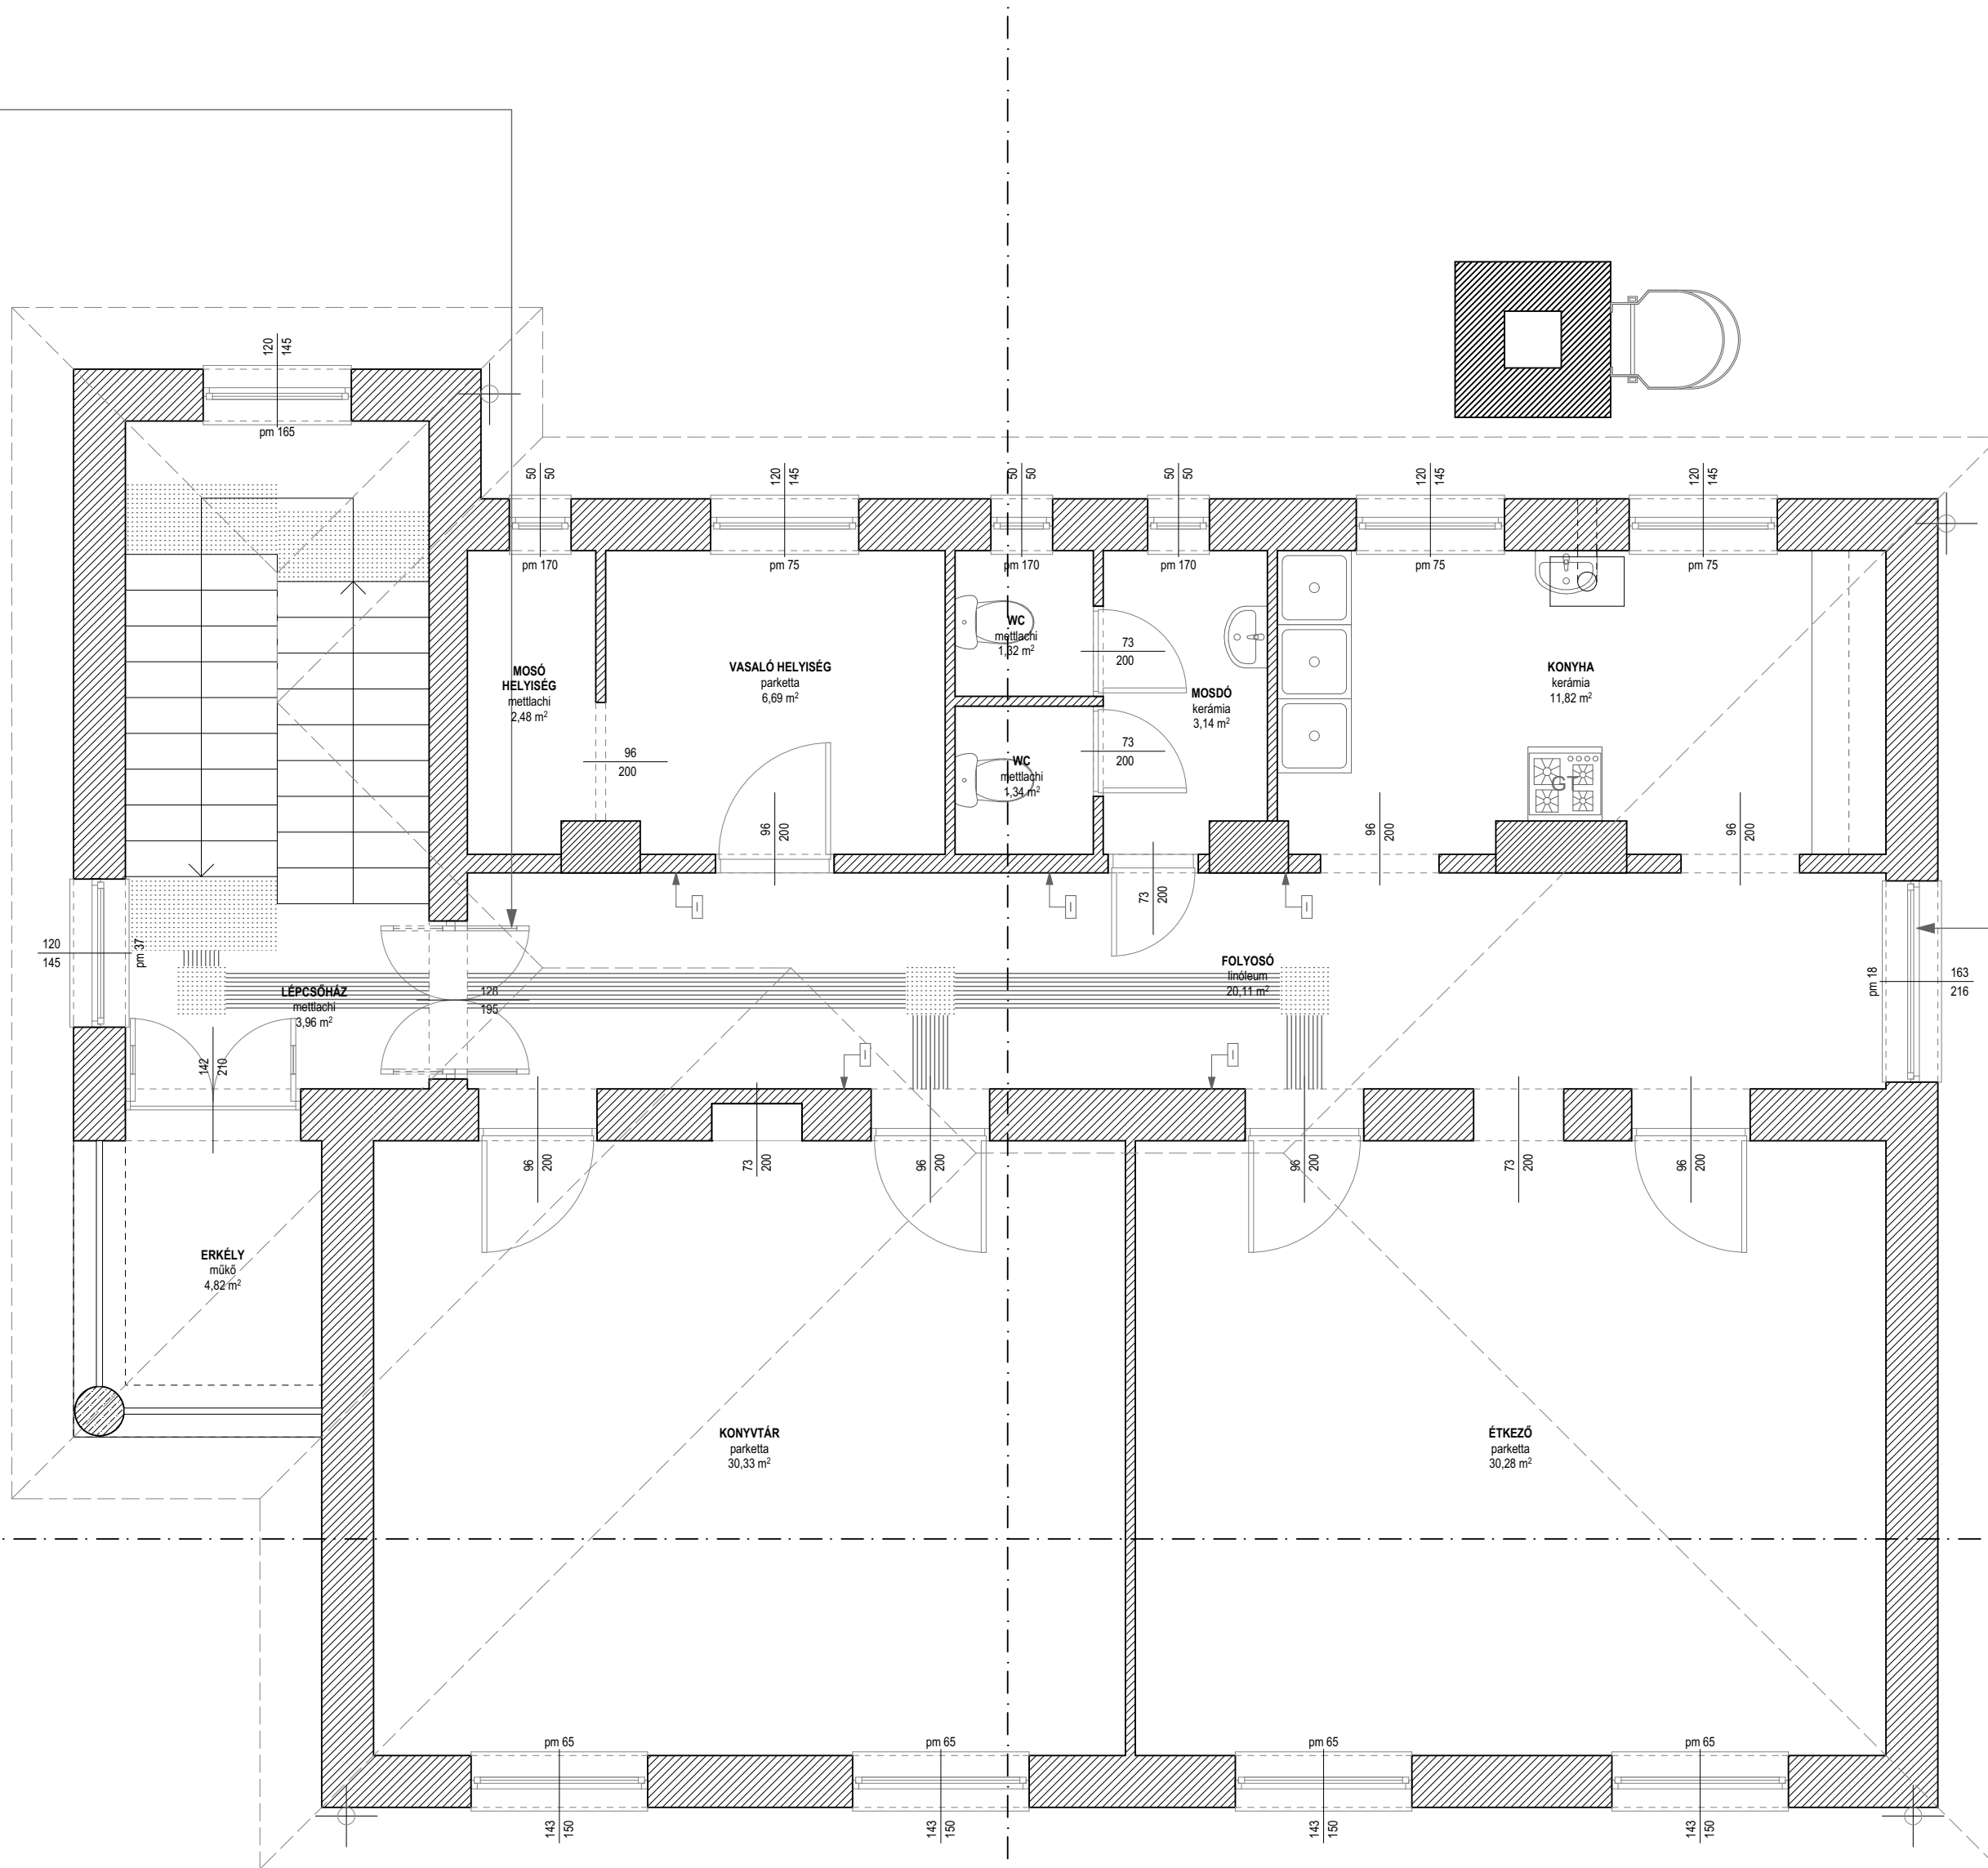 120
145
pm 165
50
50
120
145
50
50
50
50
120
145
120
145
pm 170
pm 75
pm 170
pm 170
pm 75
pm 75
MOSÓ
HELYISÉG
mettlachi
2,48 m²
VASALÓ HELYISÉG
parketta
6,69 m²
WC
mettlachi
1,32 m²
73
200
MOSDÓ
kerámia
3,14 m²
KONYHA
kerámia
11,82 m²
96
200
WC
mettlachi
1,34 m²
73
200
GT
96
200
96
200
96
200
73
200
120
145
pm 37
LÉPCSŐHÁZ
mettlachi
3,96 m²
128
195
FOLYOSÓ
linóleum
20,11 m²
pm 18
163
216
142
210
96
200
73
200
96
200
96
200
73
200
96
200
ERKÉLY
műkő
4,82 m²
KONYVTÁR
parketta
30,33 m²
ÉTKEZŐ
parketta
30,28 m²
pm 65
pm 65
pm 65
pm 65
143
150
143
150
143
150
143
150